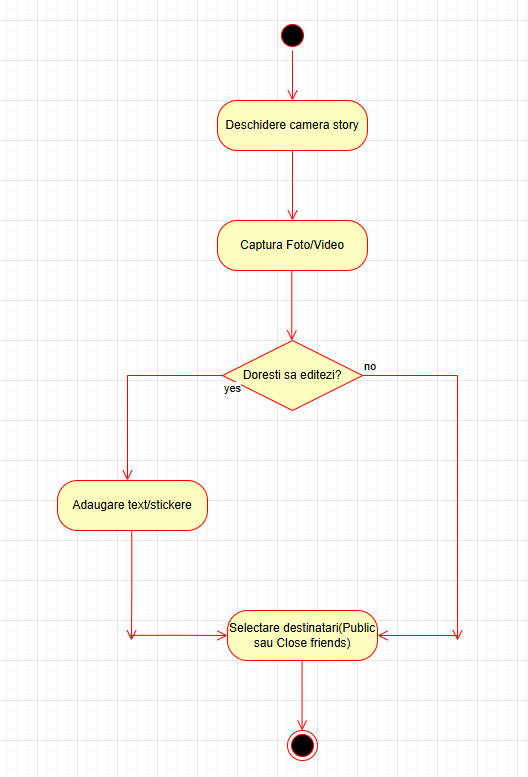 Deschidere camera story
Captura Foto/Video
Doresti sa editezi?
no
yes
Adaugare text/stickere
Selectare destinatari(Public
sau Close friends)